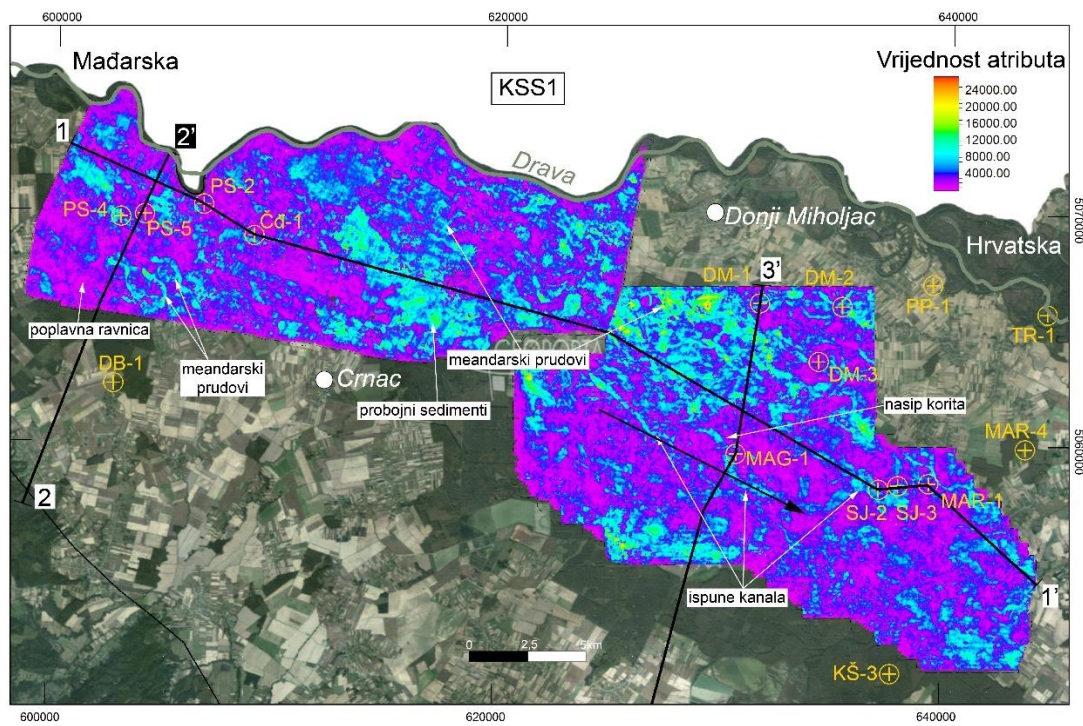 600000
620000
640000
Mađarska
KSS1
Vrijednost atributa
24000.00
20000.00
16000.00
12000.00
8000.00
4000.00
1
2'
Drava
PS-2
PS-4
PS-5
Čđ-1
Donji Miholjac
5070000
5070000
Hrvatska
DM-1
3'
DM-2
PP-1
TR-1
poplavna ravnica
meandarski
prudovi
meandarski prudovi
DM-3
DB-1
Crnac
probojni sedimenti
nasip korita
MAG-1
MAR-4
5060000
5060000
SJ-2
SJ-3
MAR-1
2
ispune kanala
1'
0
2,5
5km
KŠ-3
600000
620000
640000